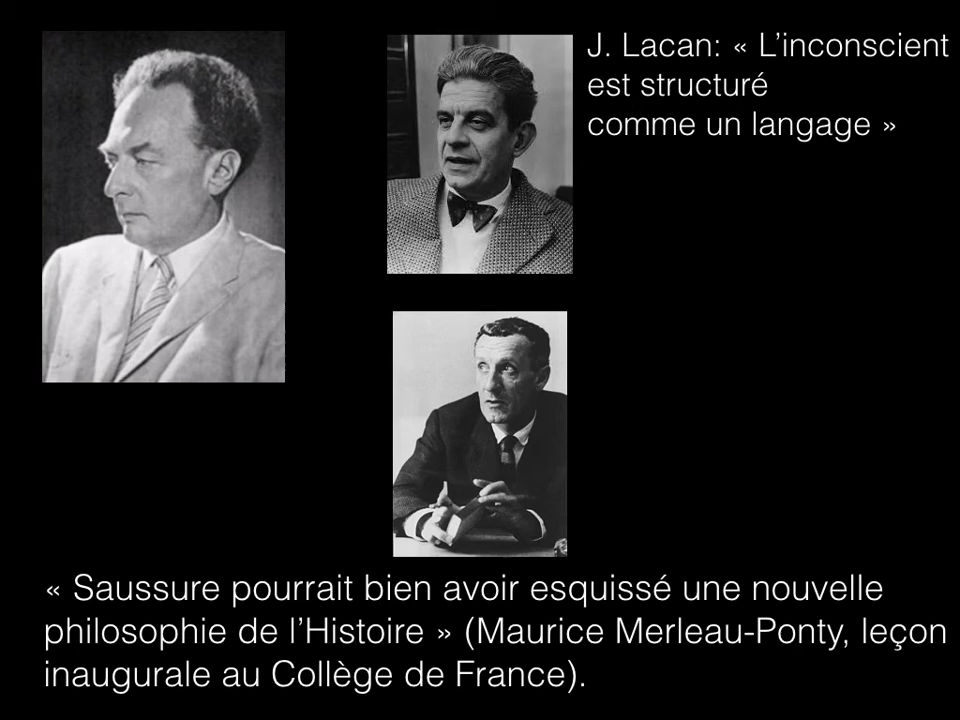 J. Lacan: « L’inconscient
est structuré
comme un langage »
« Saussure pourrait bien avoir esquissé une nouvelle
philosophie de l’Histoire » (Maurice Merleau-Ponty, leçon
inaugurale au Collège de France).